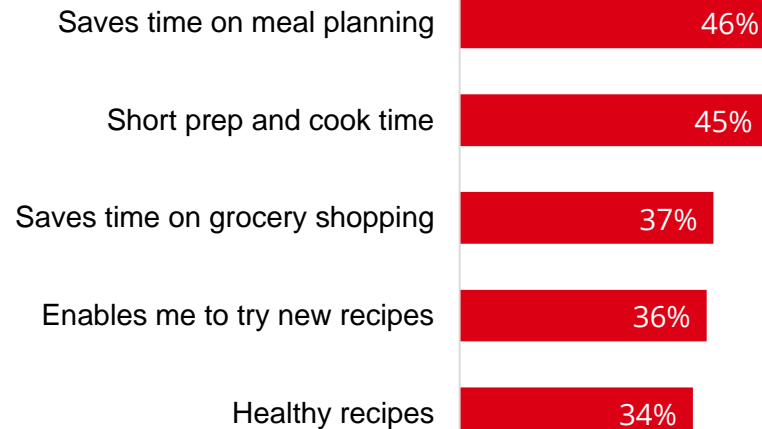 Saves time on meal planning 46%
Short prep and cook time 45%
Saves time on grocery shopping 37%
Enables me to try new recipes 36%
Healthy recipes 34%